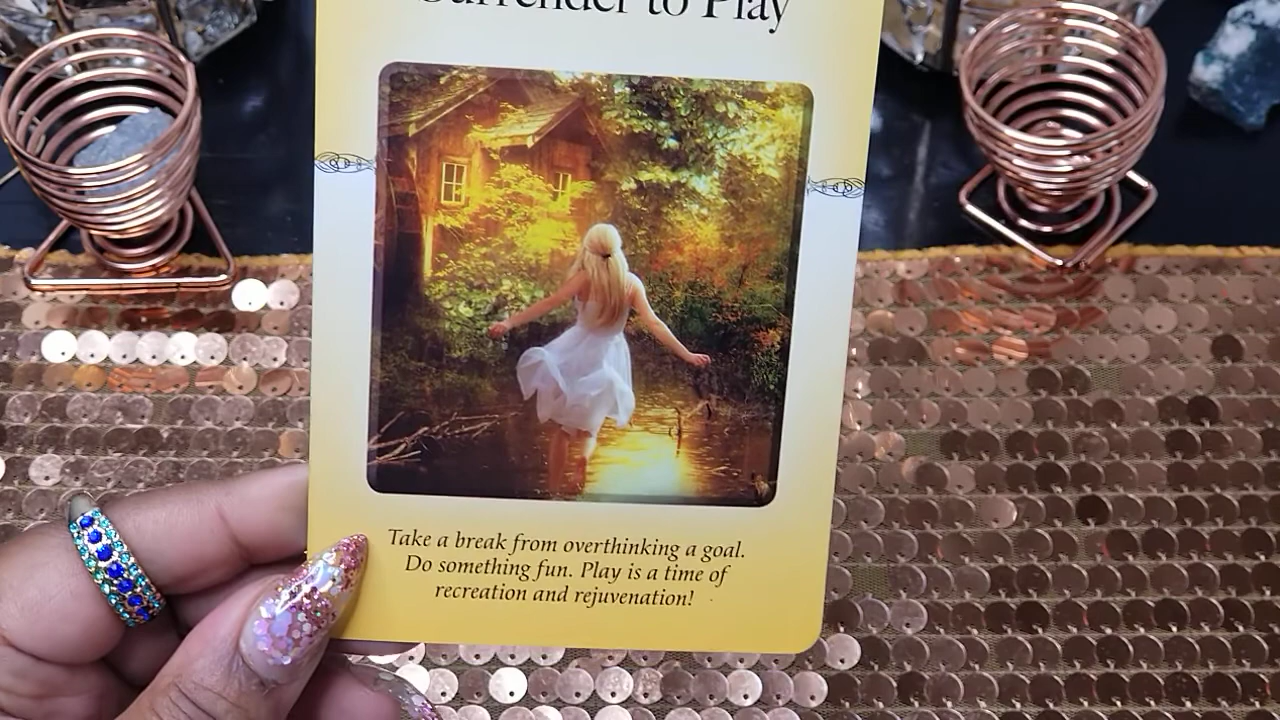 Surrender to Play
Take a break from overthinking a goal.
Do something fun. Play is a time of
recreation and rejuvenation!